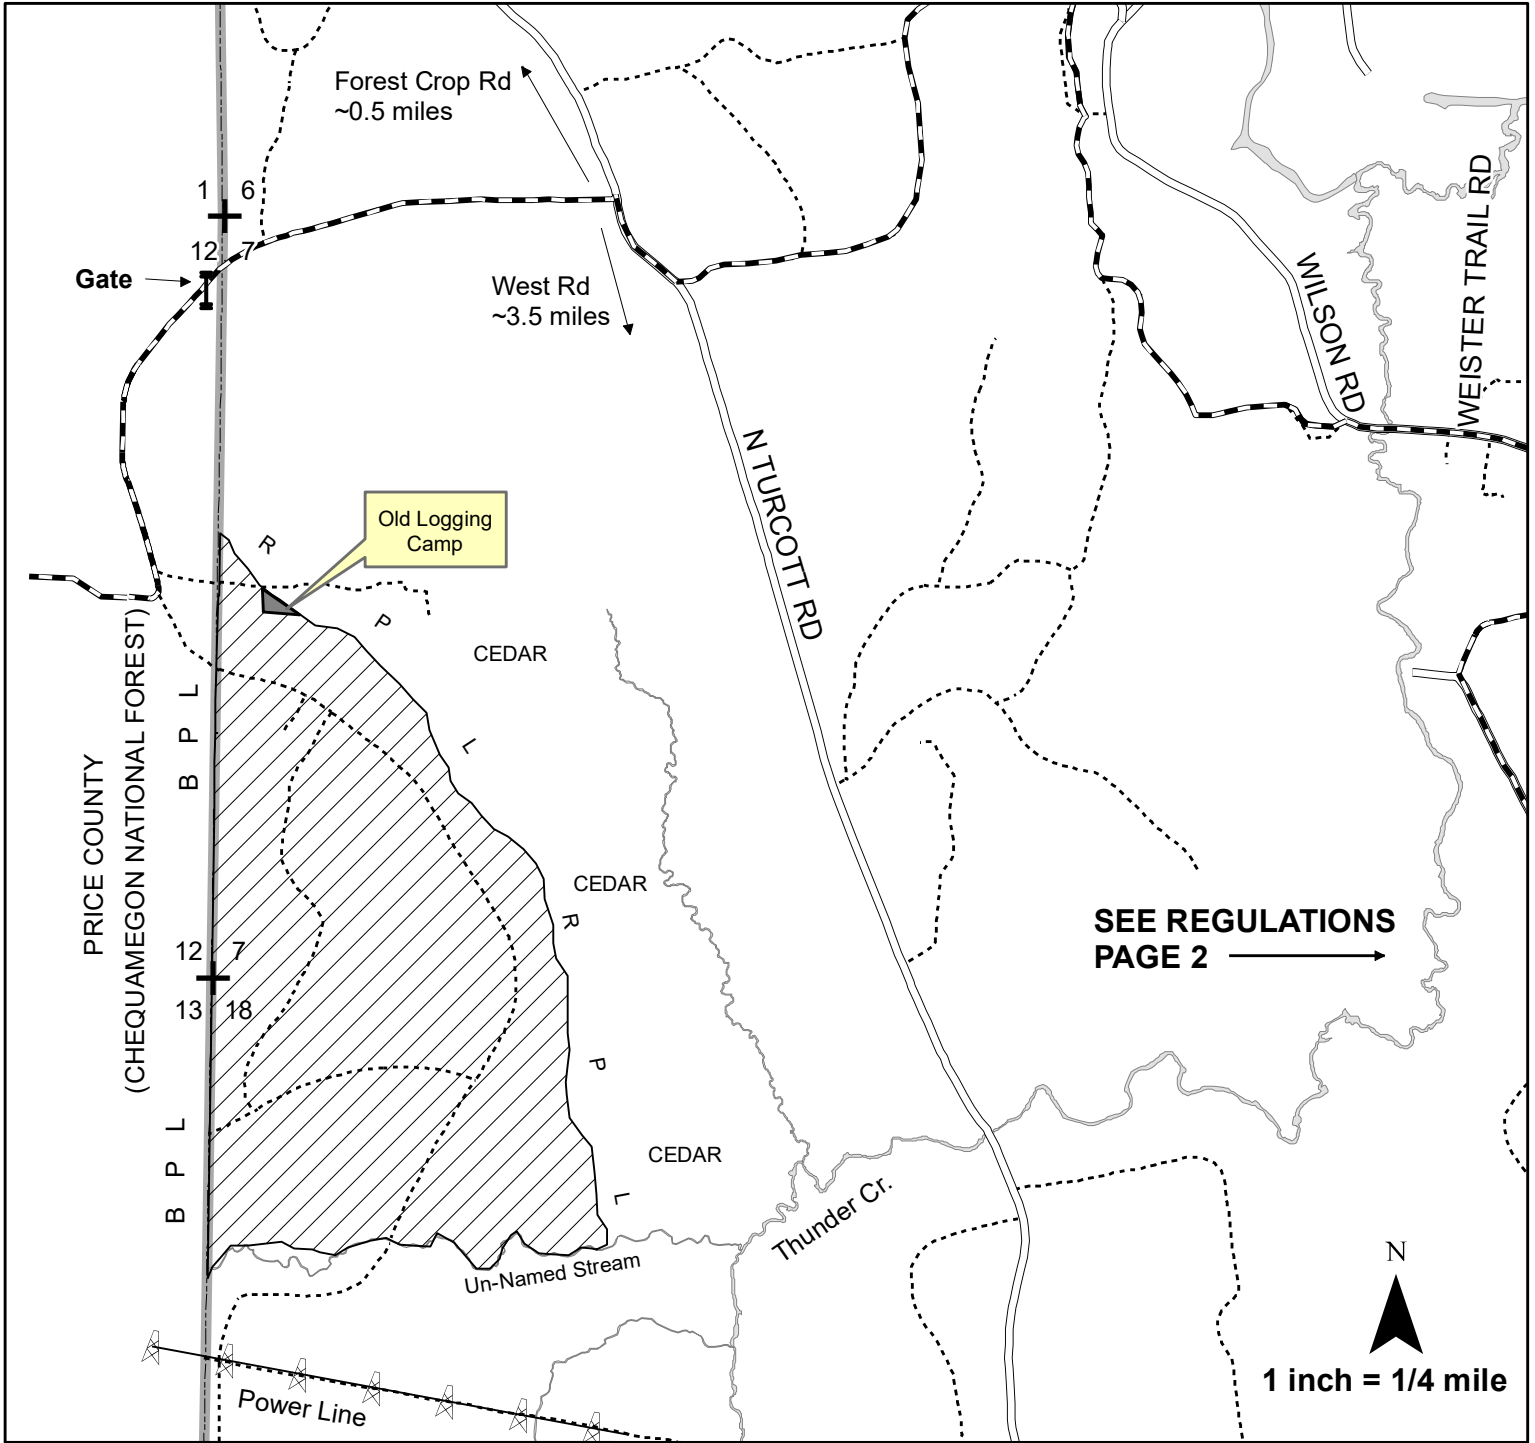 Forest Crop Rd
~0.5 miles
1 6
12 7
Gate
West Rd
~3.5 miles
WILSON RD
WEISTER TRAIL RD
N TURCOTT RD
Old Logging
Camp
R
P
L
R
P
L
CEDAR
CEDAR
CEDAR
PRICE COUNTY
(CHEQUAMEGON NATIONAL FOREST)
B P L
12 7
13 18
B P L
SEE REGULATIONS
PAGE 2
Thunder Cr.
Un-Named Stream
Power Line
N
1 inch = 1/4 mile